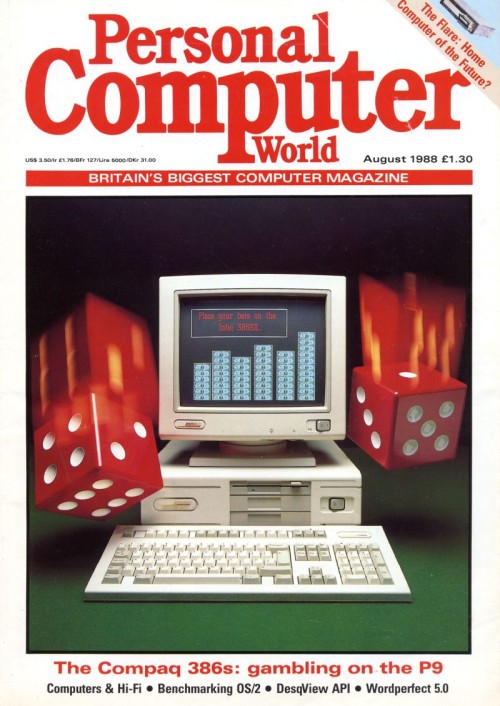 The Flare: Home
Computer of the Future?
Personal
Computer
World
US$ 3.50/Ir £1.76/BFr 127/Lire 5000/DKr 31.00
August 1988 £1.30
BRITAIN'S BIGGEST COMPUTER MAGAZINE
Place your bets on the
Intel 386SX.
The Compaq 386s: gambling on the P9
Computers & Hi-Fi • Benchmarking OS/2 • DesqView API • Wordperfect 5.0